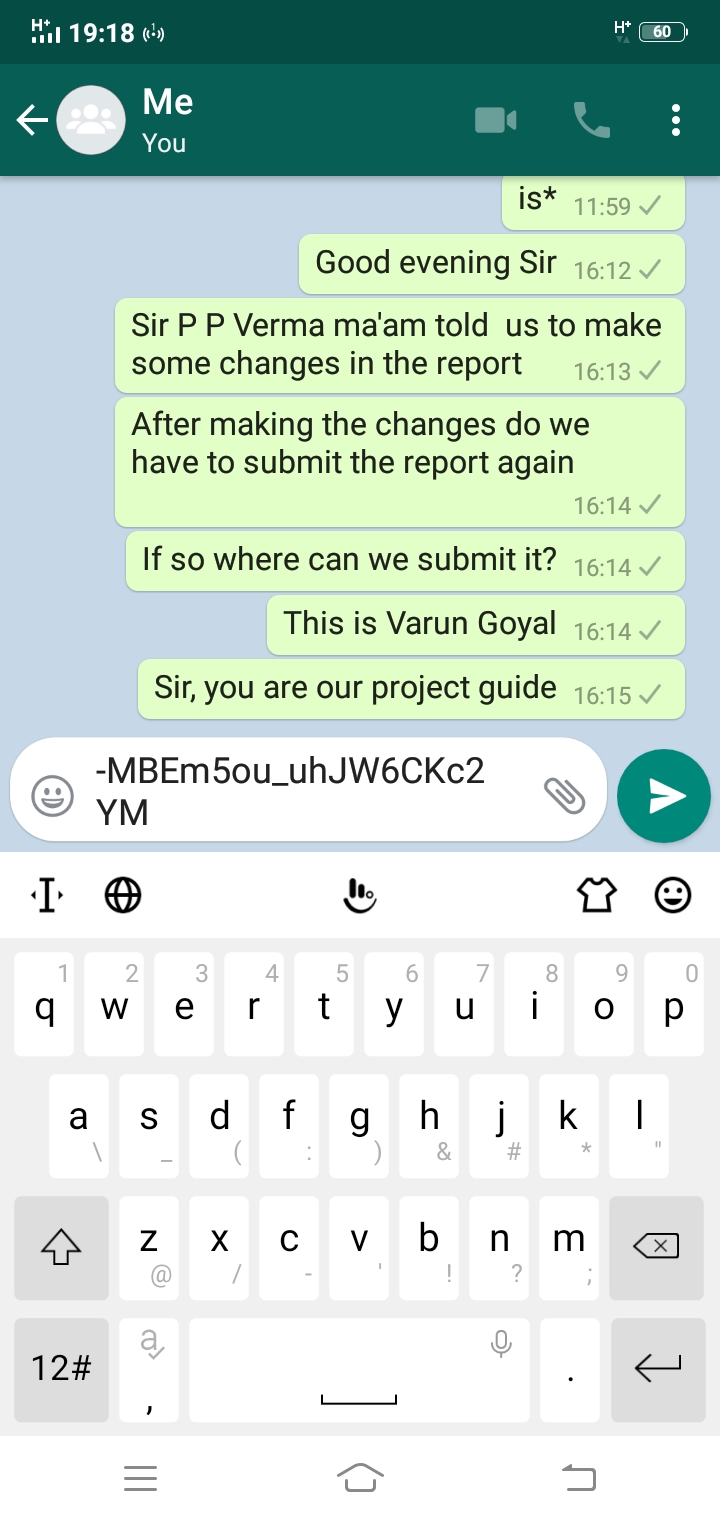 H+ 19:18 H+ 60
Me
You
is* 11:59
Good evening Sir 16:12
Sir P P Verma ma'am told  us to make
some changes in the report 16:13
After making the changes do we
have to submit the report again
16:14
If so where can we submit it? 16:14
This is Varun Goyal 16:14
Sir, you are our project guide 16:15
-MBEm5ou_uhJW6CKc2
YM
1 2 3 4 5 6 7 8 9 0
q w e r t y u i o p
a s d f g h j k l
\ _ ( : ) & # * "
z x c v b n m
@ / - ' ! ? ;
12# a , .